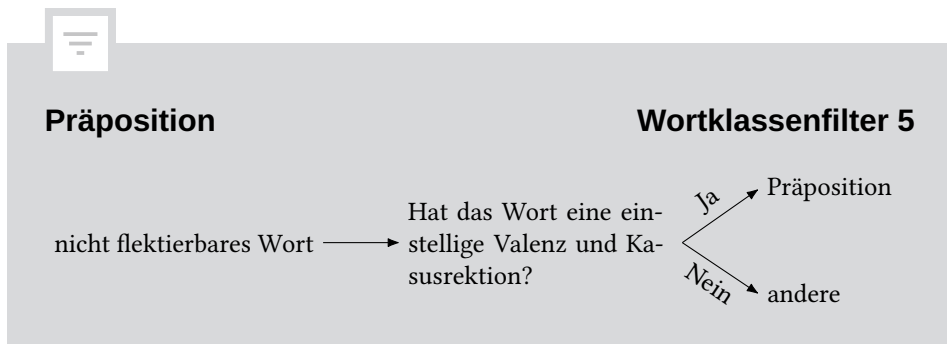 Präposition
Wortklassenfilter 5
nicht flektierbares Wort
Hat das Wort eine ein-
stellige Valenz und Ka-
susrektion?
Ja
Präposition
Nein
andere